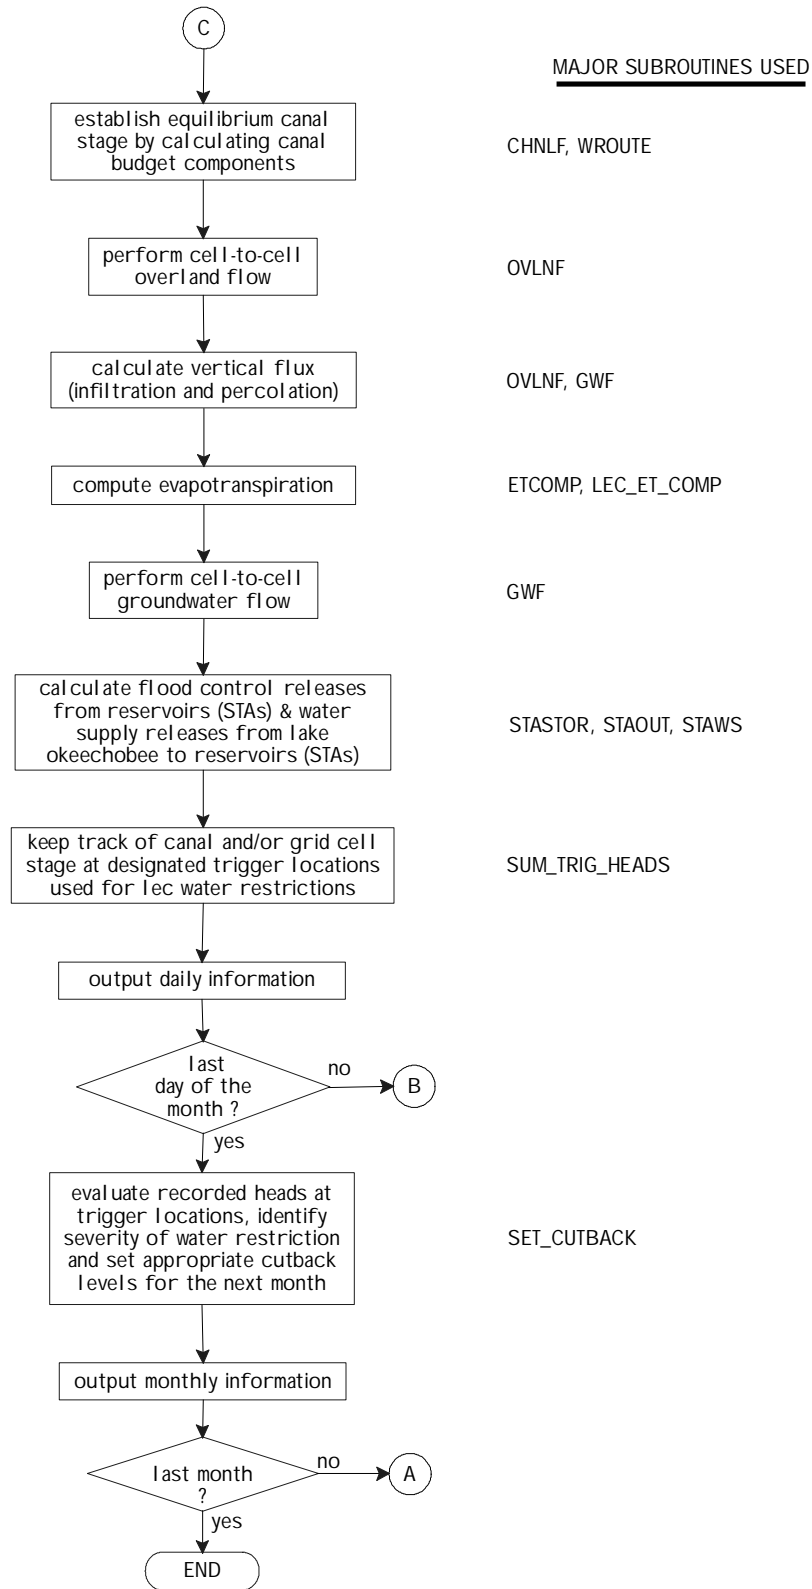 C
MAJOR SUBROUTINES USED
establish equilibrium canal
stage by calculating canal
budget components
CHNLF, WROUTE
perform cell-to-cell
overland flow
OVLNF
calculate vertical flux
(infiltration and percolation)
OVLNF, GWF
compute evapotranspiration
ETCOMP, LEC_ET_COMP
perform cell-to-cell
groundwater flow
GWF
calculate flood control releases
from reservoirs (STAs) & water
supply releases from lake
okeechobee to reservoirs (STAs)
STASTOR, STAOUT, STAWS
keep track of canal and/or grid cell
stage at designated trigger locations
used for lec water restrictions
SUM_TRIG_HEADS
output daily information
last
day of the
month ?
no
B
yes
evaluate recorded heads at
trigger locations, identify
severity of water restriction
and set appropriate cutback
levels for the next month
SET_CUTBACK
output monthly information
last month
?
no
A
yes
END